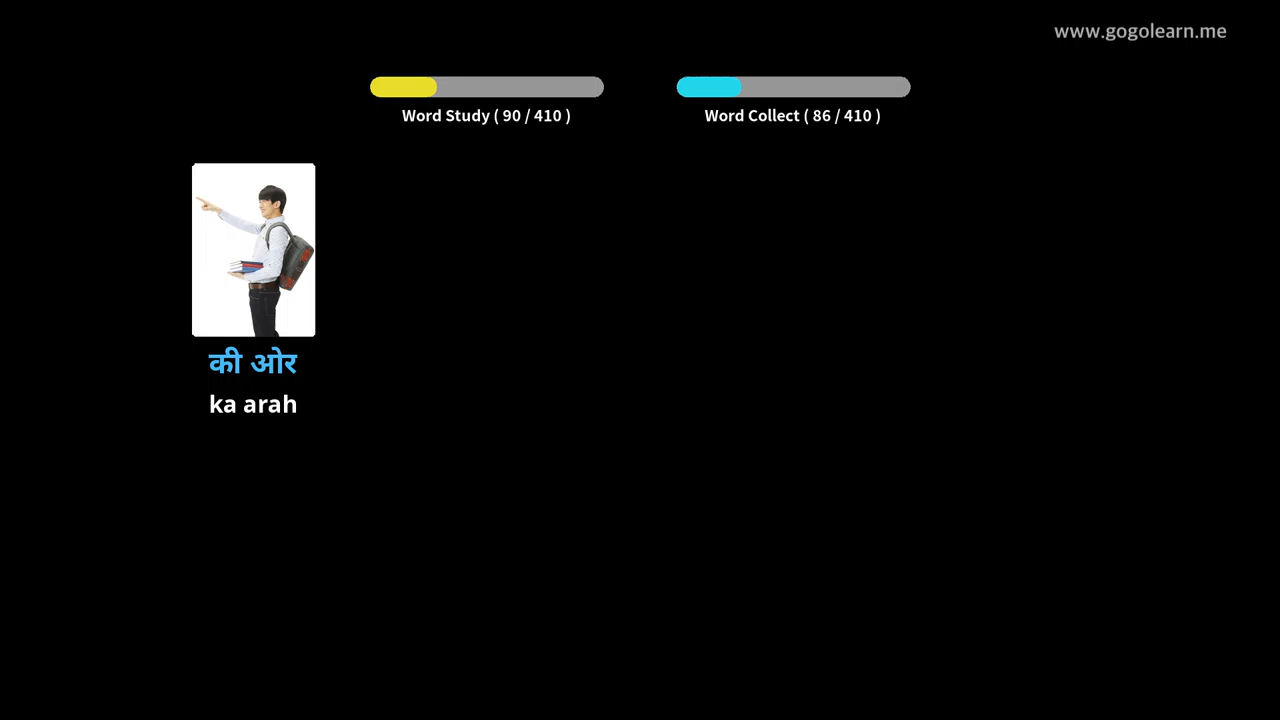 www.gogolearn.me
Word Study ( 90 / 410 )
Word Collect ( 86 / 410 )
की ओर
ka arah